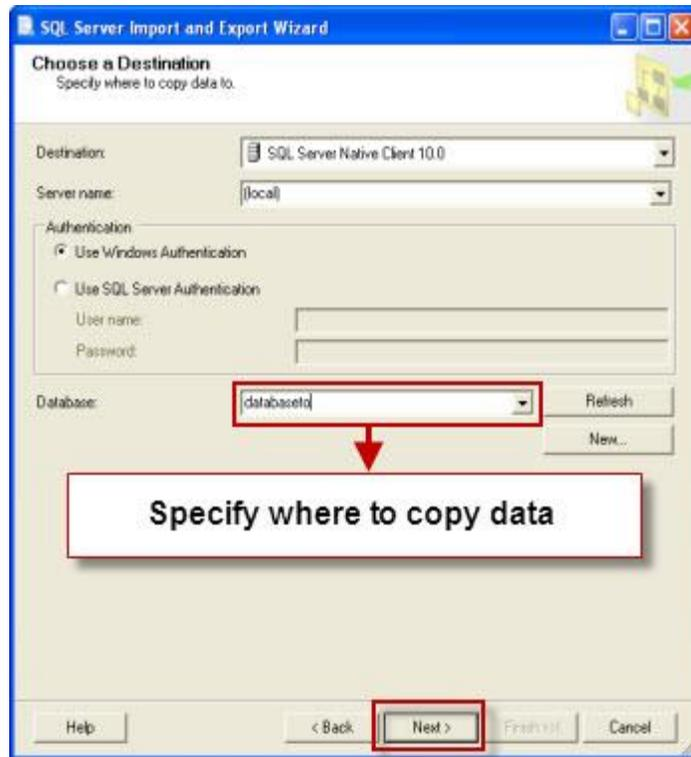 SQL Server Import and Export Wizard
Choose a Destination
Specify where to copy data to.
Destination:
SQL Server Native Client 10.0
Server name:
(local)
Authentication
Use Windows Authentication
Use SQL Server Authentication
User name:
Password:
Database:
databaseto
Refresh
New...
Specify where to copy data
Help
< Back
Next >
Cancel